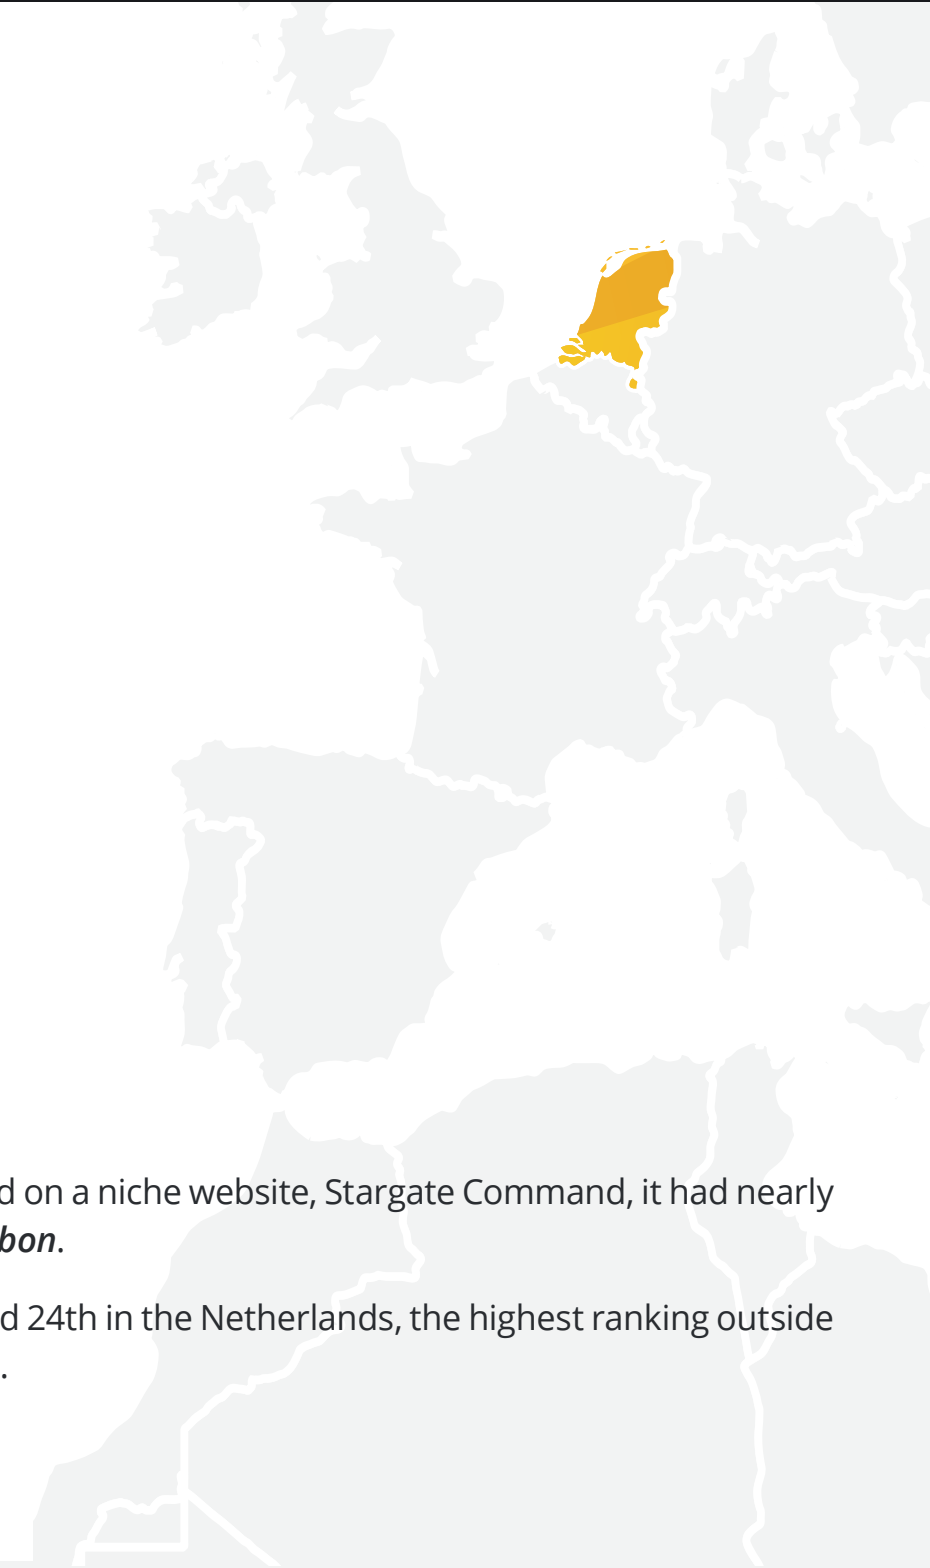 d on a niche website, Stargate Command, it had nearly
bon.
d 24th in the Netherlands, the highest ranking outside
.